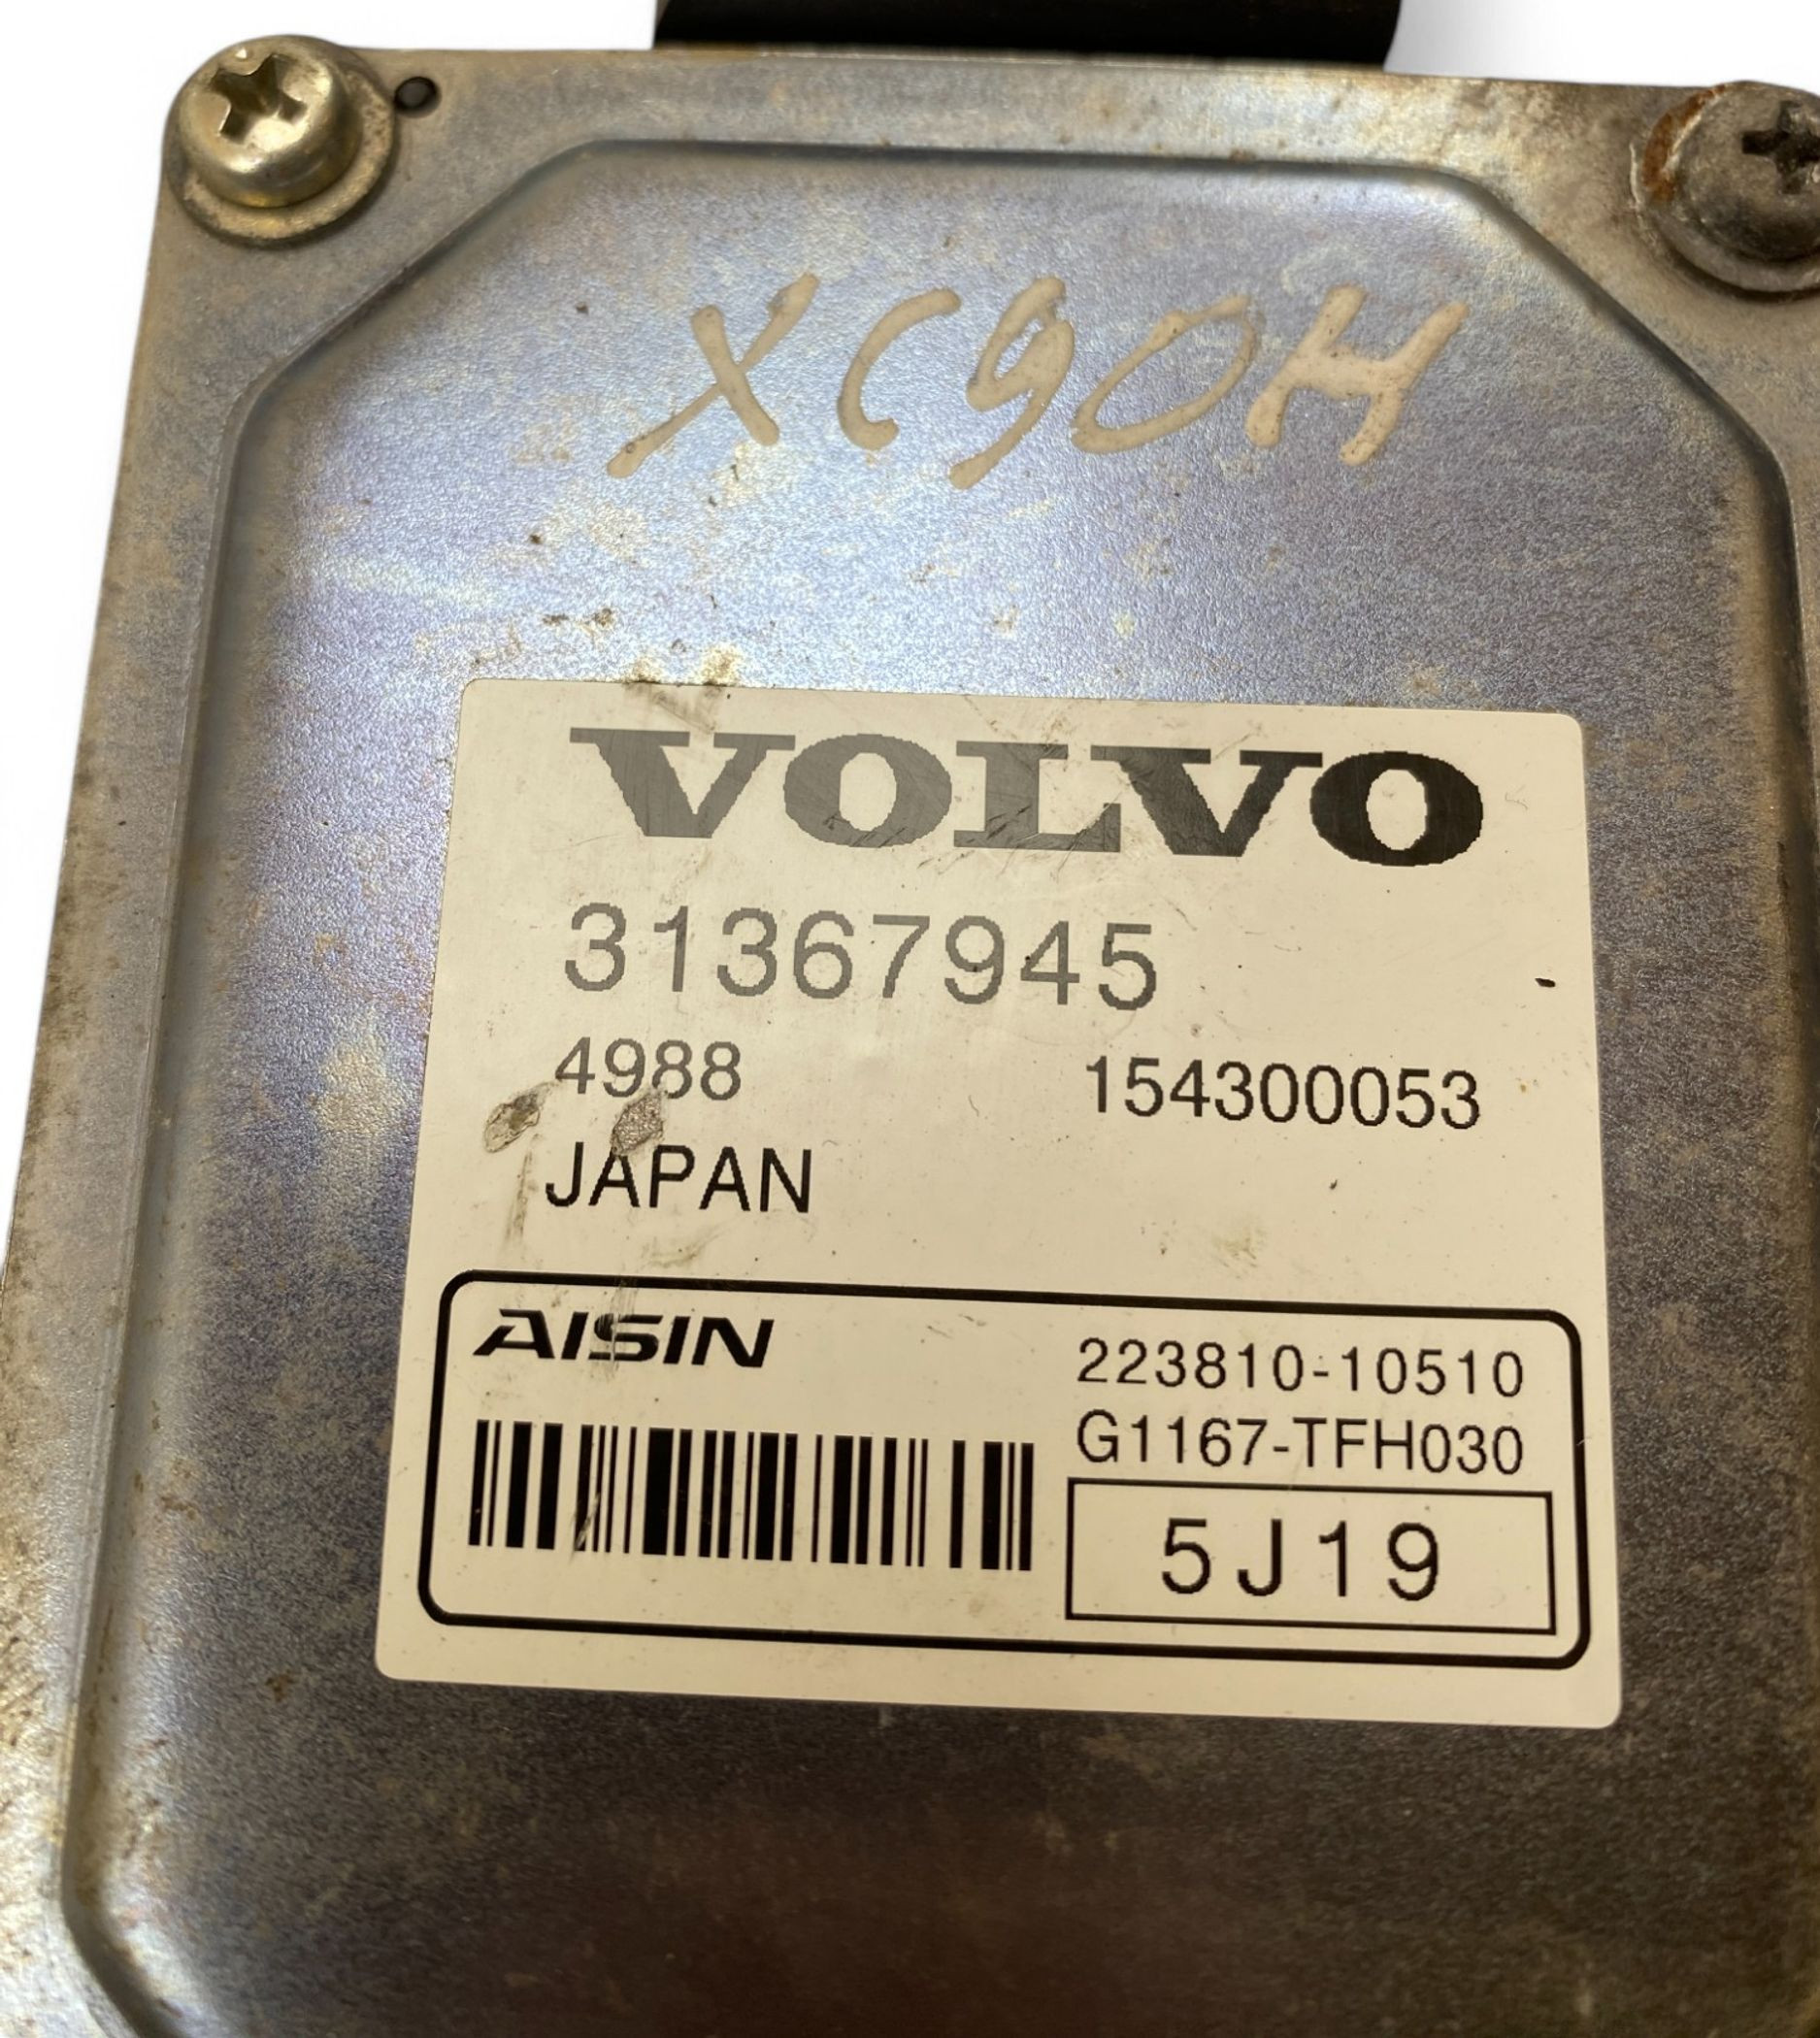 XC90H
VOLVO
31367945
4988 154300053
JAPAN
AISIN 223810-10510
G1167-TFH030
5J19